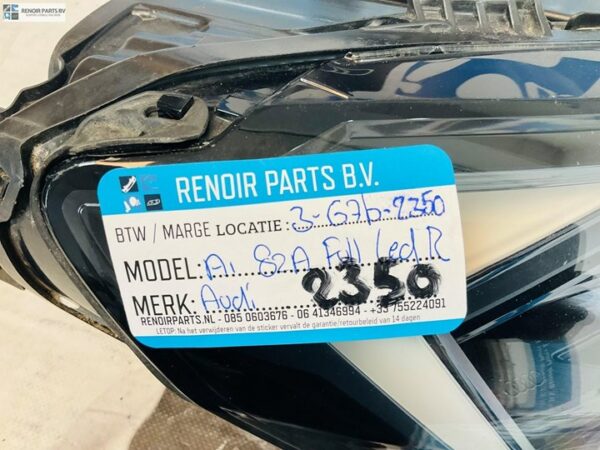 RENOIR PARTS BV
RENOIR PARTS B.V.
BTW / MARGE LOCATIE : 3-G7b-2350
MODEL: A1 82A Full Led R
MERK: Audi 2350
RENOIRPARTS.NL - 085 0603676 - 06 41346994 - +33 755224091
LETOP: Na het verwijderen van de sticker vervalt de garantie/retourbeleid van 14 dagen